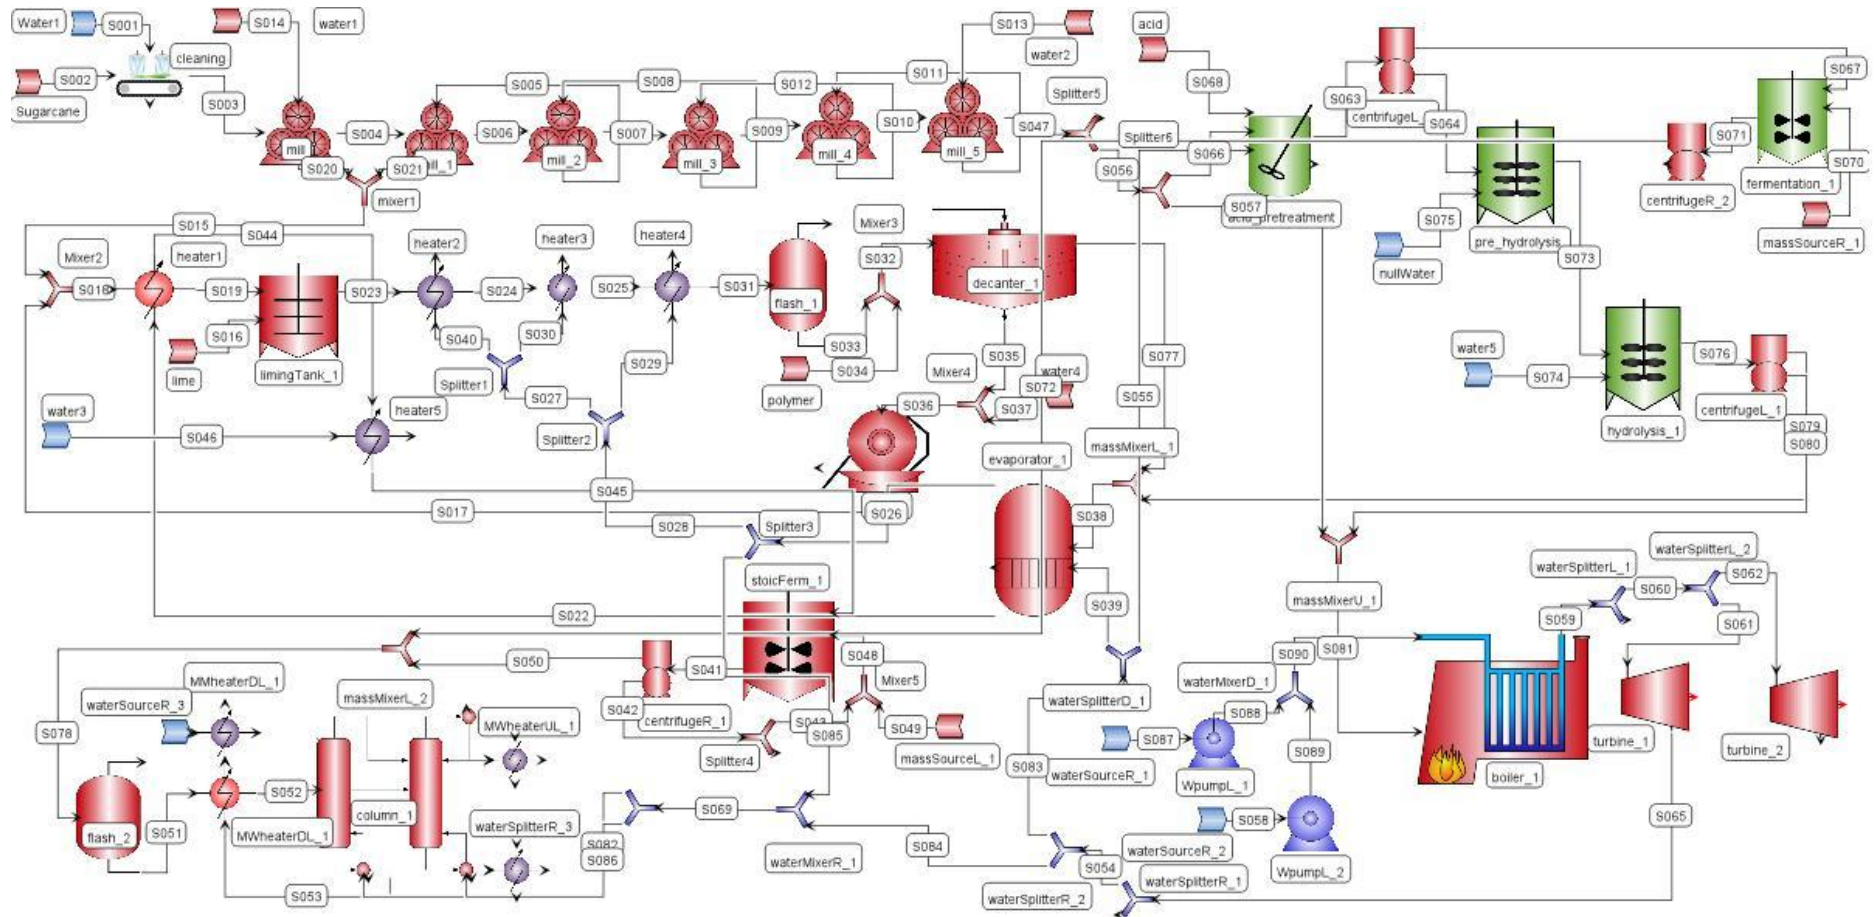 Water1
S001
S014
water1
cleaning
S002
Sugarcane
S003
S005
S008
S012
S011
S013
water2
Splitter5
acid
S068
S063
centrifugeL_
S064
S067
S071
S070
fermentation_1
centrifugeR_2
massSourceR_1
mill
S004
S006
S007
S009
S010
S047
Splitter6
S066
S020
S021
mill_1
mill_2
mill_3
mill_4
mill_5
S056
S057
acid_pretreatment
mixer1
S015
S044
S075
nullWater
pre_hydrolysis
S073
Mixer2
heater1
heater2
heater3
heater4
Mixer3
S032
decanter_1
S018
S019
S023
S024
S025
S031
flash_1
S016
lime
limingTank_1
S040
S030
Splitter1
S029
S033
S034
polymer
S035
S077
Mixer4
water4
S072
S055
water5
S074
S076
centrifugeL_1
hydrolysis_1
S079
S080
water3
S046
heater5
S027
Splitter2
S036
S037
evaporator_1
massMixerL_1
S045
S017
S028
Splitter3
S026
S038
stoicFerm_1
S039
S022
massMixerU_1
waterSplitterL_1
waterSplitterL_2
S059
S060
S062
S061
S050
S041
S048
Mixer5
S090
S081
waterMixerD_1
waterSplitterD_1
MMheaterDL_1
waterSourceR_3
massMixerL_2
MWheaterUL_1
S042
centrifugeR_1
S043
S085
S049
massSourceL_1
Splitter4
S078
S087
S088
S089
S083
waterSourceR_1
WpumpL_1
boiler_1
turbine_1
turbine_2
S052
S051
flash_2
MWheaterDL_1
column_1
waterSplitterR_3
S082
S086
S069
waterMixerR_1
S084
S058
waterSourceR_2
WpumpL_2
S065
S053
S054
waterSplitterR_1
waterSplitterR_2